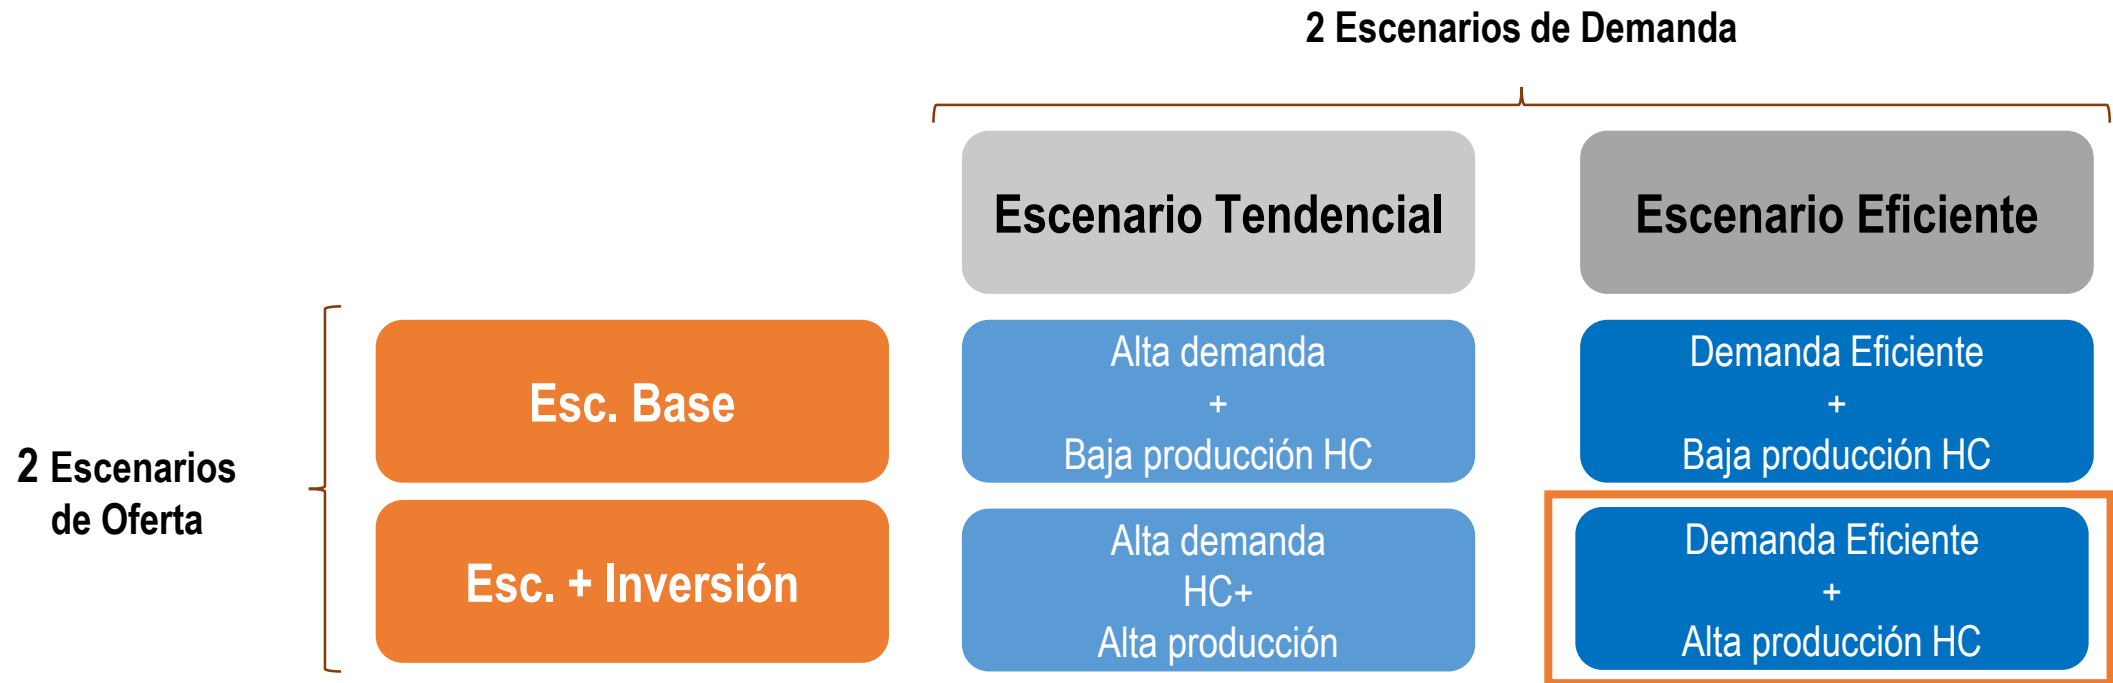 2 Escenarios de Demanda
Escenario Tendencial
Escenario Eficiente
2 Escenarios
de Oferta
Esc. Base
Alta demanda
+
Baja producción HC
Demanda Eficiente
+
Baja producción HC
Esc. + Inversión
Alta demanda
HC+
Alta producción
Demanda Eficiente
+
Alta producción HC